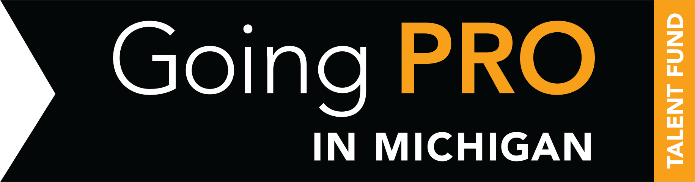 Going PRO
IN MICHIGAN
TALENT FUND